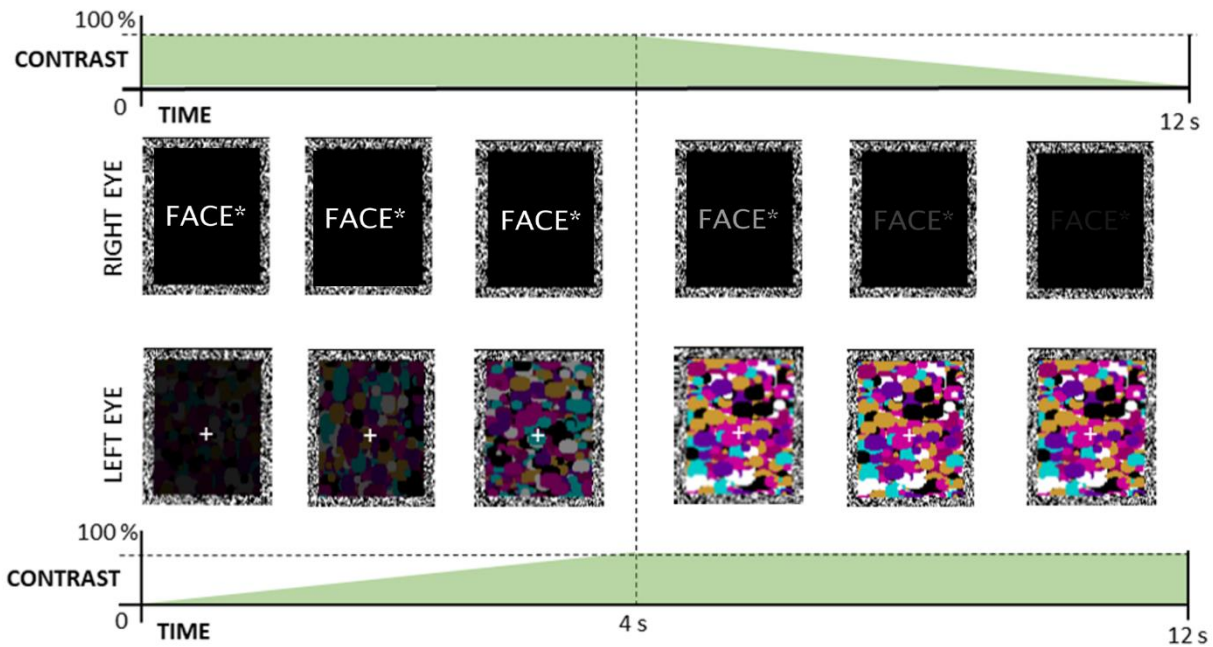 100 %
CONTRAST
0
TIME
12 s
RIGHT EYE
FACE*
FACE*
FACE*
FACE*
FACE*
FACE*
LEFT EYE
100 %
CONTRAST
0
TIME
4 s
12 s